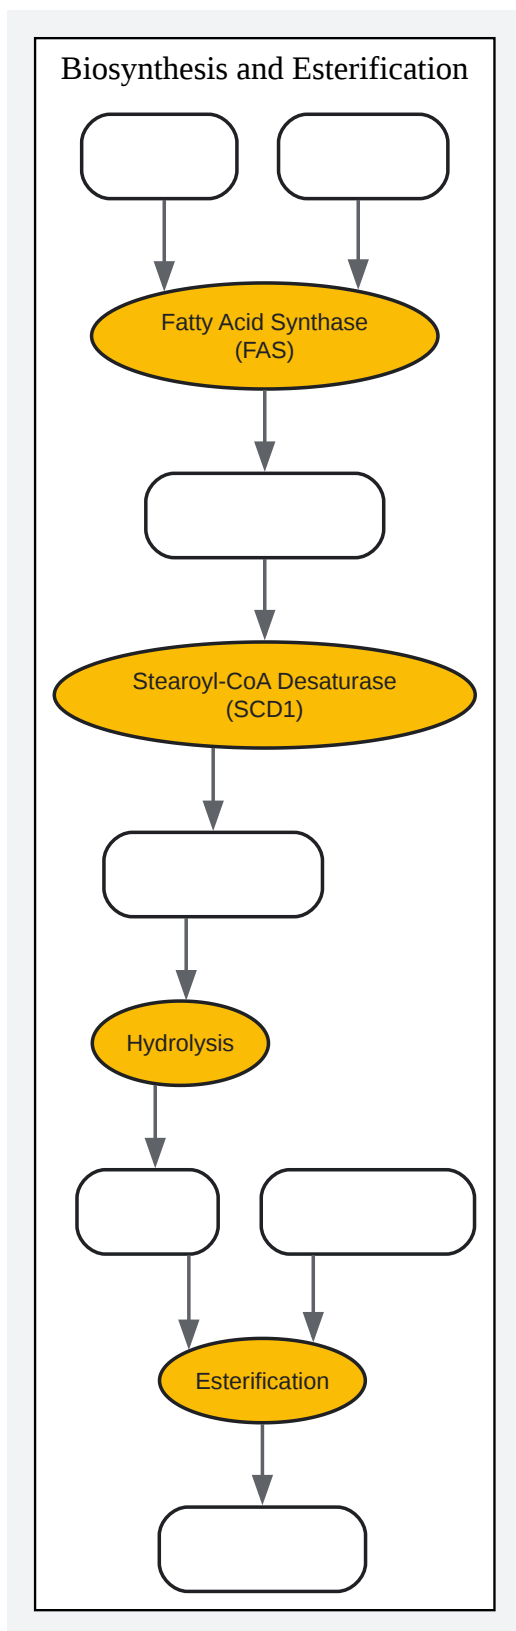 Biosynthesis and Esterification
Fatty Acid Synthase
(FAS)
Stearoyl-CoA Desaturase
(SCD1)
Hydrolysis
Esterification